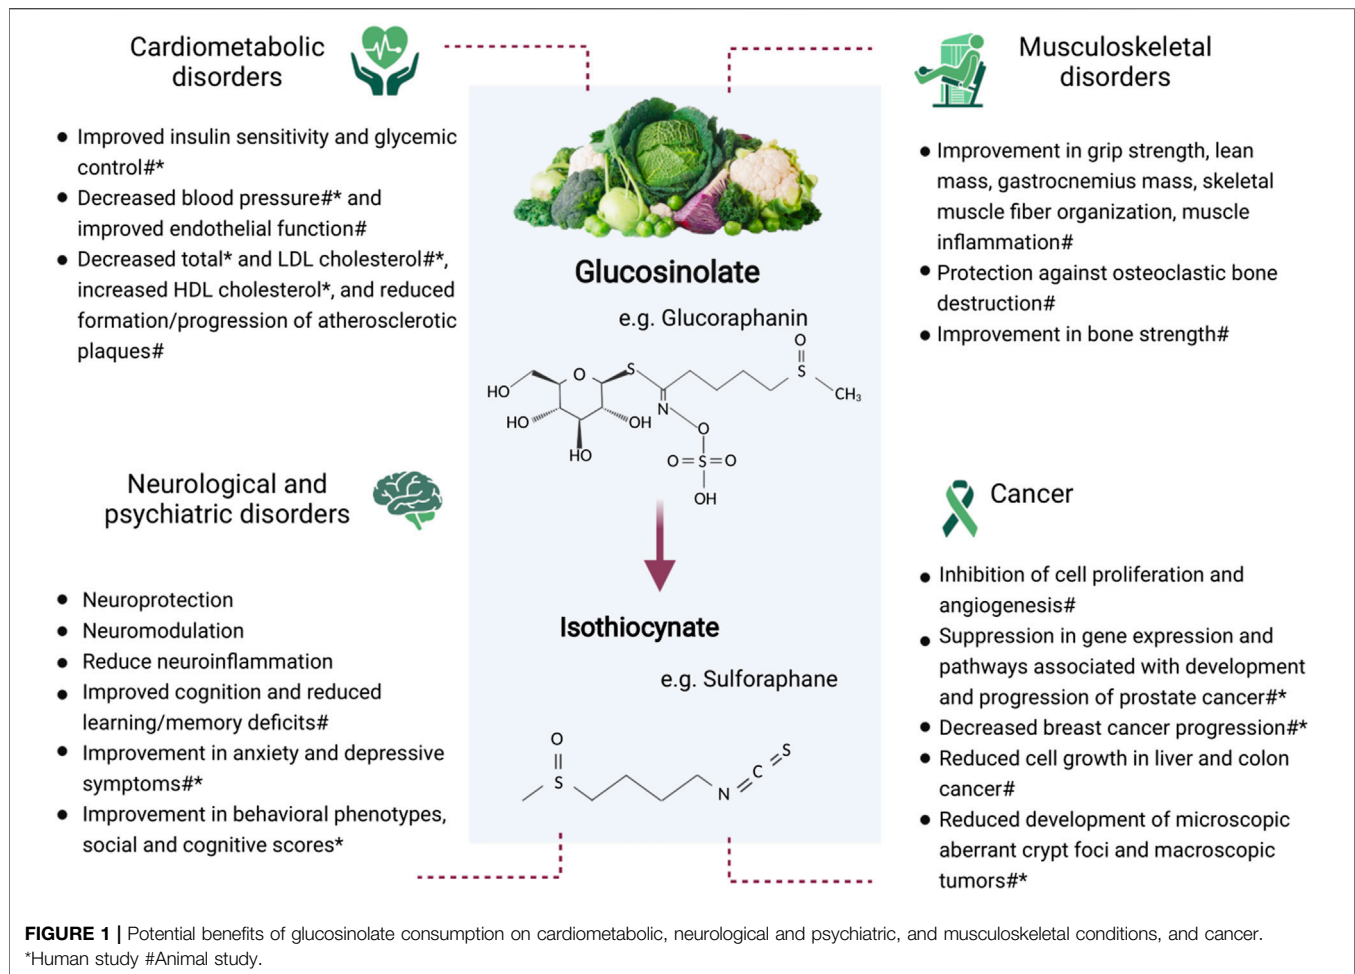 Cardiometabolic
disorders
● Improved insulin sensitivity and glycemic
control#*
● Decreased blood pressure#* and
improved endothelial function#
● Decreased total* and LDL cholesterol#*,
increased HDL cholesterol*, and reduced
formation/progression of atherosclerotic
plaques#
Musculoskeletal
disorders
● Improvement in grip strength, lean
mass, gastrocnemius mass, skeletal
muscle fiber organization, muscle
inflammation#
● Protection against osteoclastic bone
destruction#
● Improvement in bone strength#
Glucosinolate
e.g. Glucoraphanin
O
S
CH₃
S
O
HO
HO
HO
OH
N
O
O=S=O
OH
Neurological and
psychiatric disorders
● Neuroprotection
● Neuromodulation
● Reduce neuroinflammation
● Improved cognition and reduced
learning/memory deficits#
● Improvement in anxiety and depressive
symptoms#*
● Improvement in behavioral phenotypes,
social and cognitive scores*
Isothiocynate
e.g. Sulforaphane
O
S
N
C
S
Cancer
● Inhibition of cell proliferation and
angiogenesis#
● Suppression in gene expression and
pathways associated with development
and progression of prostate cancer#*
● Decreased breast cancer progression#*
● Reduced cell growth in liver and colon
cancer#
● Reduced development of microscopic
aberrant crypt foci and macroscopic
tumors#*
FIGURE 1 | Potential benefits of glucosinolate consumption on cardiometabolic, neurological and psychiatric, and musculoskeletal conditions, and cancer.
*Human study #Animal study.